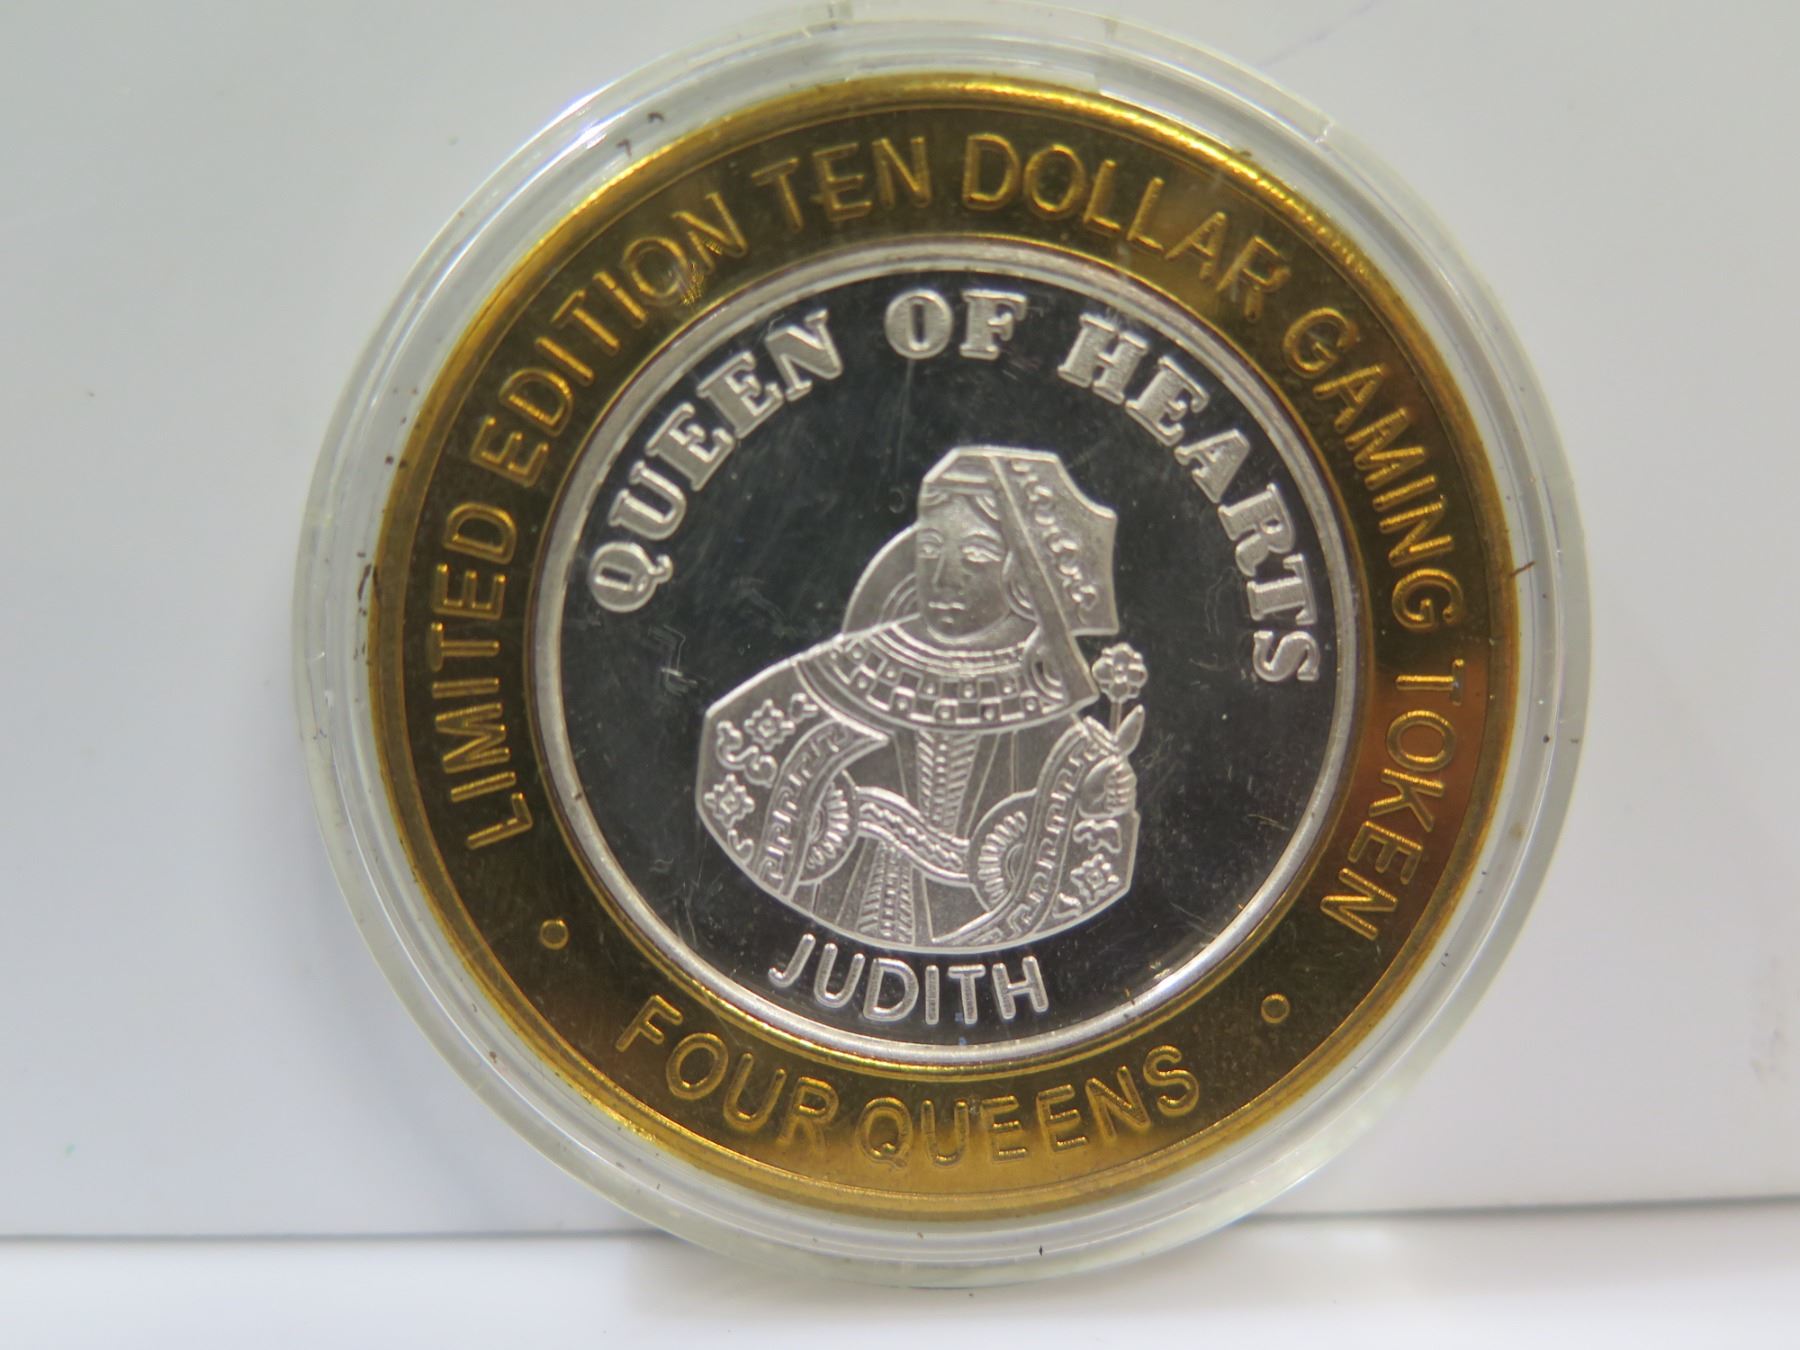 LIMITED EDITION TEN DOLLAR GAMING TOKEN
QUEEN OF HEARTS
JUDITH
• FOUR QUEENS •